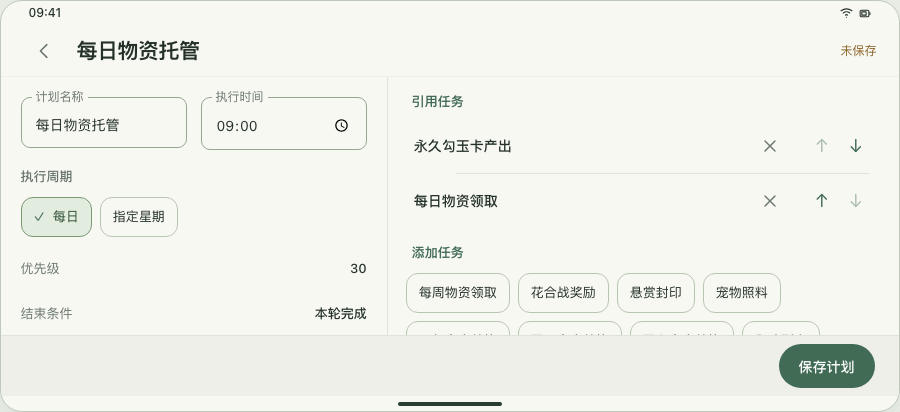 09:41
每日物资托管
未保存
计划名称
每日物资托管
执行时间
09:00
执行周期
每日
指定星期
优先级
30
结束条件
本轮完成
引用任务
永久勾玉卡产出
每日物资领取
添加任务
每周物资领取
花合战奖励
悬赏封印
宠物照料
保存计划